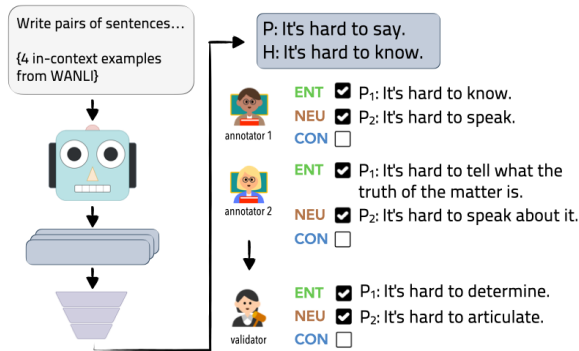 Write pairs of sentences...
{4 in-context examples
from WANLI}
P: It's hard to say.
H: It's hard to know.
annotator 1
ENT P₁: It's hard to know.
NEU P₂: It's hard to speak.
CON
annotator 2
ENT P₁: It's hard to tell what the
truth of the matter is.
NEU P₂: It's hard to speak about it.
CON
validator
ENT P₁: It's hard to determine.
NEU P₂: It's hard to articulate.
CON